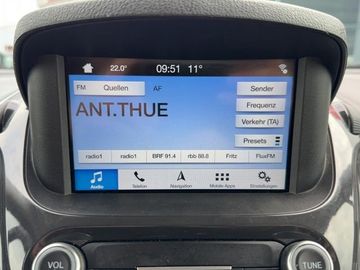 22.0° 09:51 11°
FM Quellen AF Sender
ANT.THUE
Frequenz
Verkehr (TA)
Presets
radio1 radio1 BRF 91.4 rbb 88.8 Fritz FluxFM
Audio Telefon Navigation Mobile Apps Einstellungen
VOL TUNE